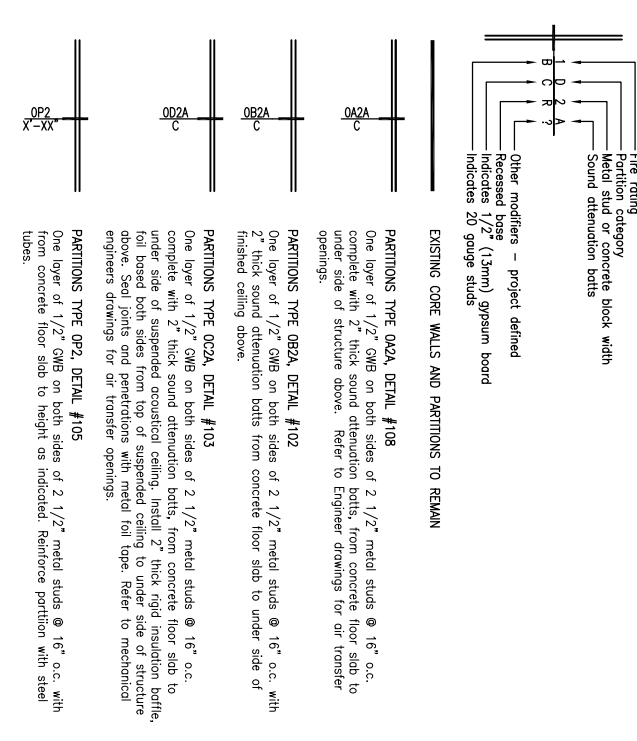 Fire rating
Partition category
Metal stud or concrete block width
Sound attenuation batts
1 D 2 A
B C R ?
Other modifiers – project defined
Recessed base
Indicates 1/2" (13mm) gypsum board
Indicates 20 gauge studs
EXISTING CORE WALLS AND PARTITIONS TO REMAIN
0A2A
C
PARTITIONS TYPE 0A2A, DETAIL #108
One layer of 1/2" GWB on both sides of 2 1/2" metal studs @ 16" o.c.
complete with 2" thick sound attenuation batts, from concrete floor slab to
under side of structure above. Refer to Engineer drawings for air transfer
openings.
0B2A
C
PARTITIONS TYPE 0B2A, DETAIL #102
One layer of 1/2" GWB on both sides of 2 1/2" metal studs @ 16" o.c. with
2" thick sound attenuation batts from concrete floor slab to under side of
finished ceiling above.
0D2A
C
PARTITIONS TYPE 0C2A, DETAIL #103
One layer of 1/2" GWB on both sides of 2 1/2" metal studs @ 16" o.c.
complete with 2" thick sound attenuation batts, from concrete floor slab to
under side of suspended acoustical ceiling. Install 2" thick rigid insulation baffle,
foil based both sides from top of suspended ceiling to under side of structure
above. Seal joints and penetrations with metal foil tape. Refer to mechanical
engineers drawings for air transfer openings.
0P2
X'-XX"
PARTITIONS TYPE 0P2, DETAIL #105
One layer of 1/2" GWB on both sides of 2 1/2" metal studs @ 16" o.c. with
from concrete floor slab to height as indicated. Reinforce parttiion with steel
tubes.